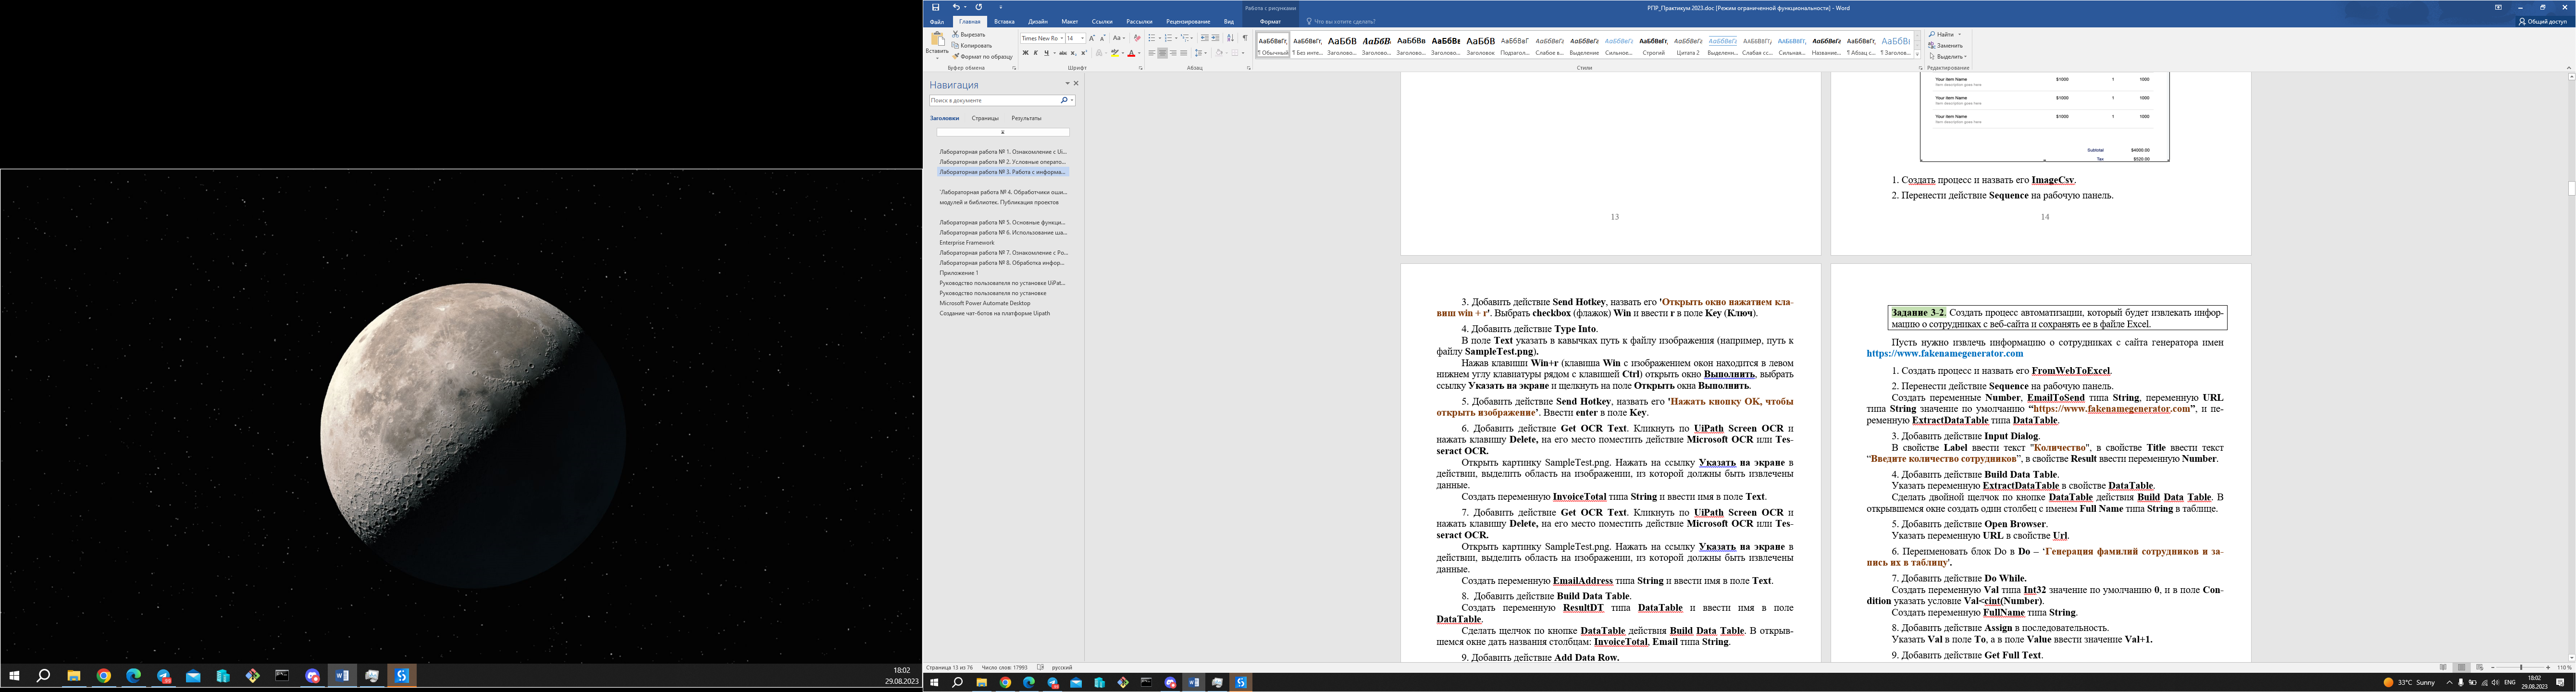 18:02
29.08.2023
Работа с рисунками
РПР_Практикум 2023.doc [Режим ограниченной функциональности] - Word
Файл Главная Вставка Дизайн Макет Ссылки Рассылки Рецензирование Вид Формат Что вы хотите сделать? Общий доступ
Вставить
Вырезать
Копировать
Формат по образцу
Times New Ro 14
Буфер обмена Шрифт Абзац Стили Редактирование
¶ Обычный ¶ Без инте... Заголово... Заголово... Заголово... Заголово... Заголовок Подзагол... Слабое в... Выделение Сильное... Строгий Цитата 2 Выделенн... Слабая сс... Сильная... Название... ¶ Абзац с... ¶ Заголов...
Найти
Заменить
Выделить
Навигация
Поиск в документе
Заголовки Страницы Результаты
Лабораторная работа № 1. Ознакомление с Ui...
Лабораторная работа № 2. Условные операто...
Лабораторная работа № 3. Работа с информа...
`Лабораторная работа № 4. Обработчики оши...
модулей и библиотек. Публикация проектов
Лабораторная работа № 5. Основные функци...
Лабораторная работа № 6. Использование ша...
Enterprise Framework
Лабораторная работа № 7. Ознакомление с Po...
Лабораторная работа № 8. Обработка инфор...
Приложение 1
Руководство пользователя по установке UiPat...
Руководство пользователя по установке
Microsoft Power Automate Desktop
Создание чат-ботов на платформе Uipath
13
Your Item Name $1000 1 1000
Item description goes here
Your Item Name $1000 1 1000
Item description goes here
Your Item Name $1000 1 1000
Item description goes here
Subtotal $4000.00
Tax $520.00
1. Создать процесс и назвать его ImageCsv.
2. Перенести действие Sequence на рабочую панель.
14
3. Добавить действие Send Hotkey, назвать его 'Открыть окно нажатием кла-
виш win + r'. Выбрать checkbox (флажок) Win и ввести r в поле Key (Ключ).
4. Добавить действие Type Into.
В поле Text указать в кавычках путь к файлу изображения (например, путь к
файлу SampleTest.png).
Нажав клавиши Win+r (клавиша Win с изображением окон находится в левом
нижнем углу клавиатуры рядом с клавишей Ctrl) открыть окно Выполнить, выбрать
ссылку Указать на экране и щелкнуть на поле Открыть окна Выполнить.
5. Добавить действие Send Hotkey, назвать его 'Нажать кнопку ОК, чтобы
открыть изображение'. Ввести enter в поле Key.
6. Добавить действие Get OCR Text. Кликнуть по UiPath Screen OCR и
нажать клавишу Delete, на его место поместить действие Microsoft OCR или Tes-
seract OCR.
Открыть картинку SampleTest.png. Нажать на ссылку Указать на экране в
действии, выделить область на изображении, из которой должны быть извлечены
данные.
Создать переменную InvoiceTotal типа String и ввести имя в поле Text.
7. Добавить действие Get OCR Text. Кликнуть по UiPath Screen OCR и
нажать клавишу Delete, на его место поместить действие Microsoft OCR или Tes-
seract OCR.
Открыть картинку SampleTest.png. Нажать на ссылку Указать на экране в
действии, выделить область на изображении, из которой должны быть извлечены
данные.
Создать переменную EmailAddress типа String и ввести имя в поле Text.
8. Добавить действие Build Data Table.
Создать переменную ResultDT типа DataTable и ввести имя в поле
DataTable.
Сделать щелчок по кнопке DataTable действия Build Data Table. В открыв-
шемся окне дать названия столбцам: InvoiceTotal, Email типа String.
9. Добавить действие Add Data Row.
Задание 3-2. Создать процесс автоматизации, который будет извлекать инфор-
мацию о сотрудниках с веб-сайта и сохранять ее в файле Excel.
Пусть нужно извлечь информацию о сотрудниках с сайта генератора имен
https://www.fakenamegenerator.com
1. Создать процесс и назвать его FromWebToExcel.
2. Перенести действие Sequence на рабочую панель.
Создать переменные Number, EmailToSend типа String, переменную URL
типа String значение по умолчанию “https://www.fakenamegenerator.com”, и пе-
ременную ExtractDataTable типа DataTable.
3. Добавить действие Input Dialog.
В свойстве Label ввести текст "Количество", в свойстве Title ввести текст
“Введите количество сотрудников”, в свойстве Result ввести переменную Number.
4. Добавить действие Build Data Table.
Указать переменную ExtractDataTable в свойстве DataTable.
Сделать двойной щелчок по кнопке DataTable действия Build Data Table. В
открывшемся окне создать один столбец с именем Full Name типа String в таблице.
5. Добавить действие Open Browser.
Указать переменную URL в свойстве Url.
6. Переименовать блок Do в Do – 'Генерация фамилий сотрудников и за-
пись их в таблицу'.
7. Добавить действие Do While.
Создать переменную Val типа Int32 значение по умолчанию 0, и в поле Con-
dition указать условие Val<cint(Number).
Создать переменную FullName типа String.
8. Добавить действие Assign в последовательность.
Указать Val в поле To, а в поле Value ввести значение Val+1.
9. Добавить действие Get Full Text.
Страница 13 из 76 Число слов: 17993 русский 110 %
33°C Sunny ENG 18:02
29.08.2023